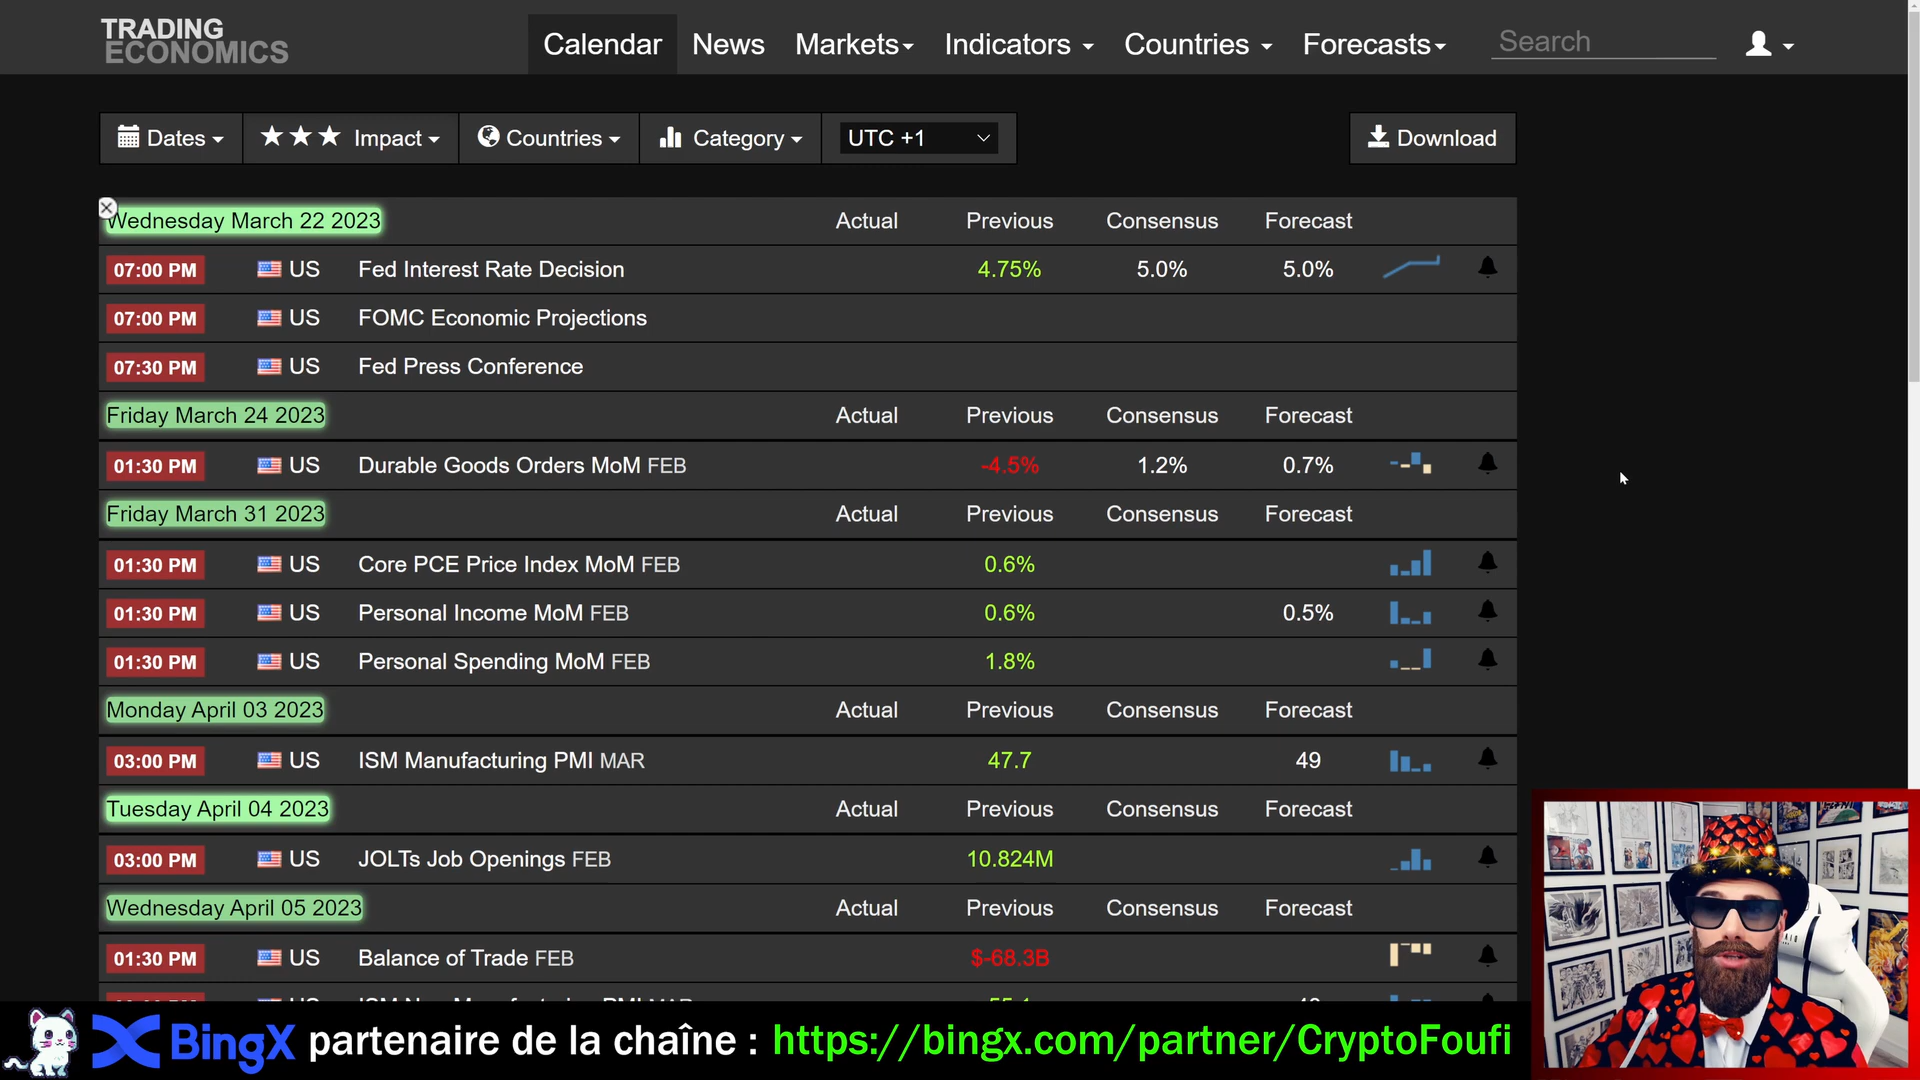 TRADING
ECONOMICS
Calendar News Markets Indicators Countries Forecasts Search
Dates Impact Countries Category UTC +1 Download
Wednesday March 22 2023 Actual Previous Consensus Forecast
07:00 PM US Fed Interest Rate Decision 4.75% 5.0% 5.0%
07:00 PM US FOMC Economic Projections
07:30 PM US Fed Press Conference
Friday March 24 2023 Actual Previous Consensus Forecast
01:30 PM US Durable Goods Orders MoM FEB -4.5% 1.2% 0.7%
Friday March 31 2023 Actual Previous Consensus Forecast
01:30 PM US Core PCE Price Index MoM FEB 0.6%
01:30 PM US Personal Income MoM FEB 0.6% 0.5%
01:30 PM US Personal Spending MoM FEB 1.8%
Monday April 03 2023 Actual Previous Consensus Forecast
03:00 PM US ISM Manufacturing PMI MAR 47.7 49
Tuesday April 04 2023 Actual Previous Consensus Forecast
03:00 PM US JOLTs Job Openings FEB 10.824M
Wednesday April 05 2023 Actual Previous Consensus Forecast
01:30 PM US Balance of Trade FEB $-68.3B
BingX partenaire de la chaîne : https://bingx.com/partner/CryptoFoufi